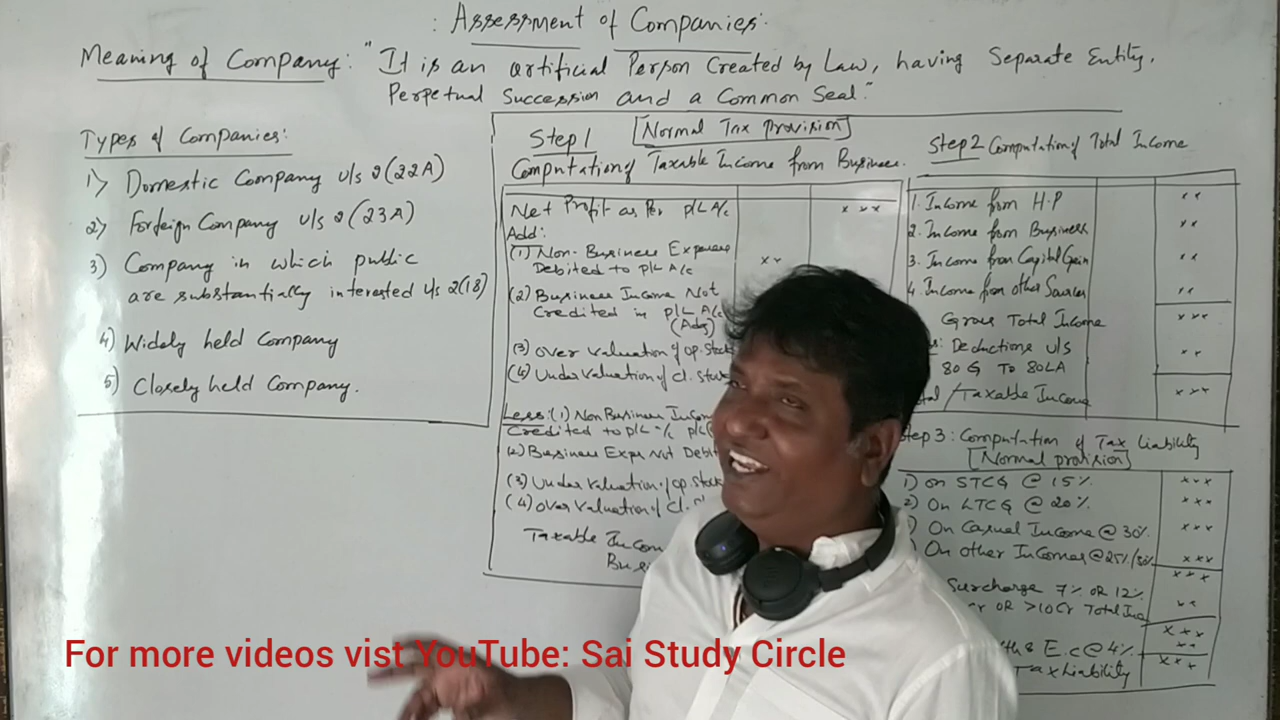 : Assessment of Companies:
Meaning of Company: "It is an artificial Person Created by Law, having Separate Entity,
Perpetual Succession and a Common Seal."
Types of Companies:
1) Domestic Company u/s 2(22A)
2) Forfeign Company u/s 2(23A)
3) Company in which public
are substantially interested u/s 2(18)
4) Widely held Company
5) Closely held Company.
Step 1 [Normal Tax Provision]
Computation of Taxable Income from Business.
Net Profit as Per P/L A/c x x x
Add:
(1) Non-Business Expense x x
Debited to P/L A/c
(2) Business Income Not
Credited in P/L A/c
(Adj)
(3) Over Valuation of op. stock
(4) Under Valuation of Cl. Stock
Less: (1) Non Business Income
Credited to P/L
(2) Business Expe Not Debit
(3) Under Valuation of op. Stock
(4) Over Valuation of Cl.
Taxable Incom
Busi
Step 2 Computation of Total Income
1. Income from H.P x x
2. Income from Business x x
3. Income from Capital Gain x x
4. Income from other Sources x x
Gross Total Income x x x
: Deductions u/s x x
80 G To 80LA
/Taxable Income x x x
Step 3: Computation of Tax Liability
[Normal provision]
1) On STCG @ 15% x x x
2) On LTCG @ 20% x x x
) On Casual Income @ 30% x x x
) On other Incomes @ 25%/30% x x x
x x x
Surcharge 7% OR 12%
cr OR >10Cr Total Inc x x
x x x
E.C @ 4% x x
Tax Liability x x x
For more videos vist YouTube: Sai Study Circle